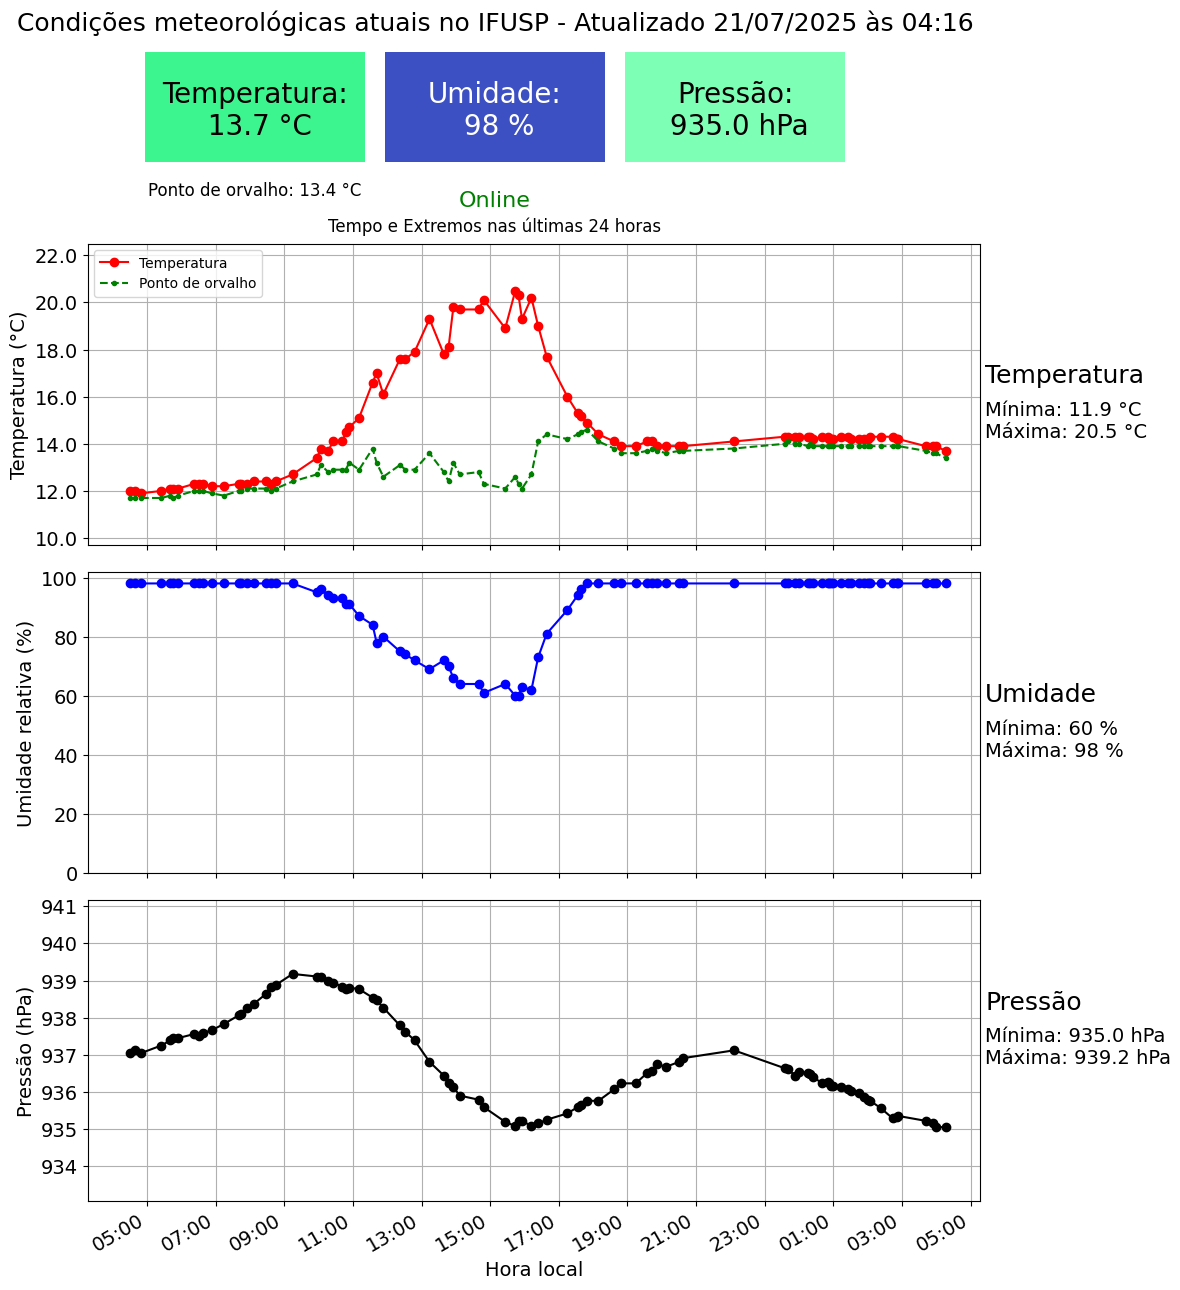 Condições meteorológicas atuais no IFUSP - Atualizado 21/07/2025 às 04:16
Temperatura:
13.7 °C
Umidade:
98 %
Pressão:
935.0 hPa
Ponto de orvalho: 13.4 °C
Online
Tempo e Extremos nas últimas 24 horas
Temperatura (°C)
22.0
20.0
18.0
16.0
14.0
12.0
10.0
Temperatura
Ponto de orvalho
Temperatura
Mínima: 11.9 °C
Máxima: 20.5 °C
Umidade relativa (%)
100
80
60
40
20
0
Umidade
Mínima: 60 %
Máxima: 98 %
Pressão (hPa)
941
940
939
938
937
936
935
934
Pressão
Mínima: 935.0 hPa
Máxima: 939.2 hPa
05:00 07:00 09:00 11:00 13:00 15:00 17:00 19:00 21:00 23:00 01:00 03:00 05:00
Hora local